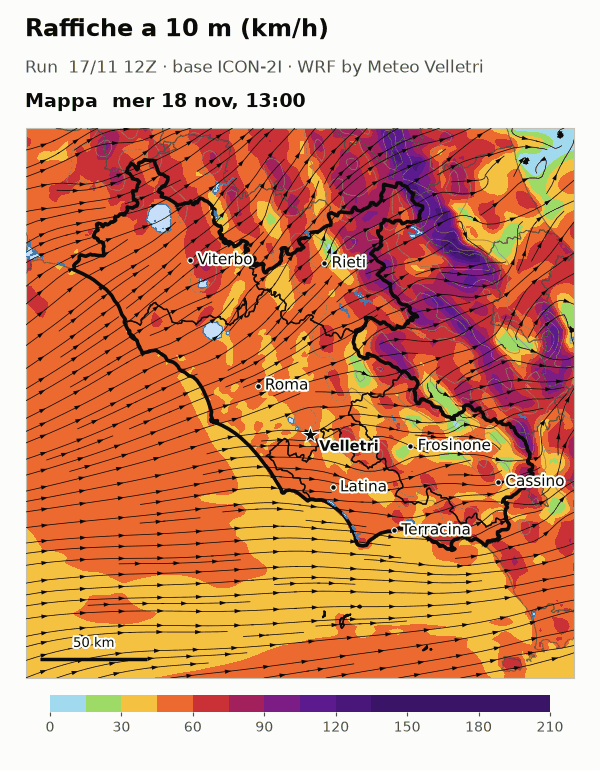 Raffiche a 10 m (km/h)
Run  17/11 12Z · base ICON-2I · WRF by Meteo Velletri
Mappa  mer 18 nov, 13:00
Viterbo
Rieti
Roma
Velletri
Frosinone
Latina
Cassino
Terracina
50 km
0 30 60 90 120 150 180 210